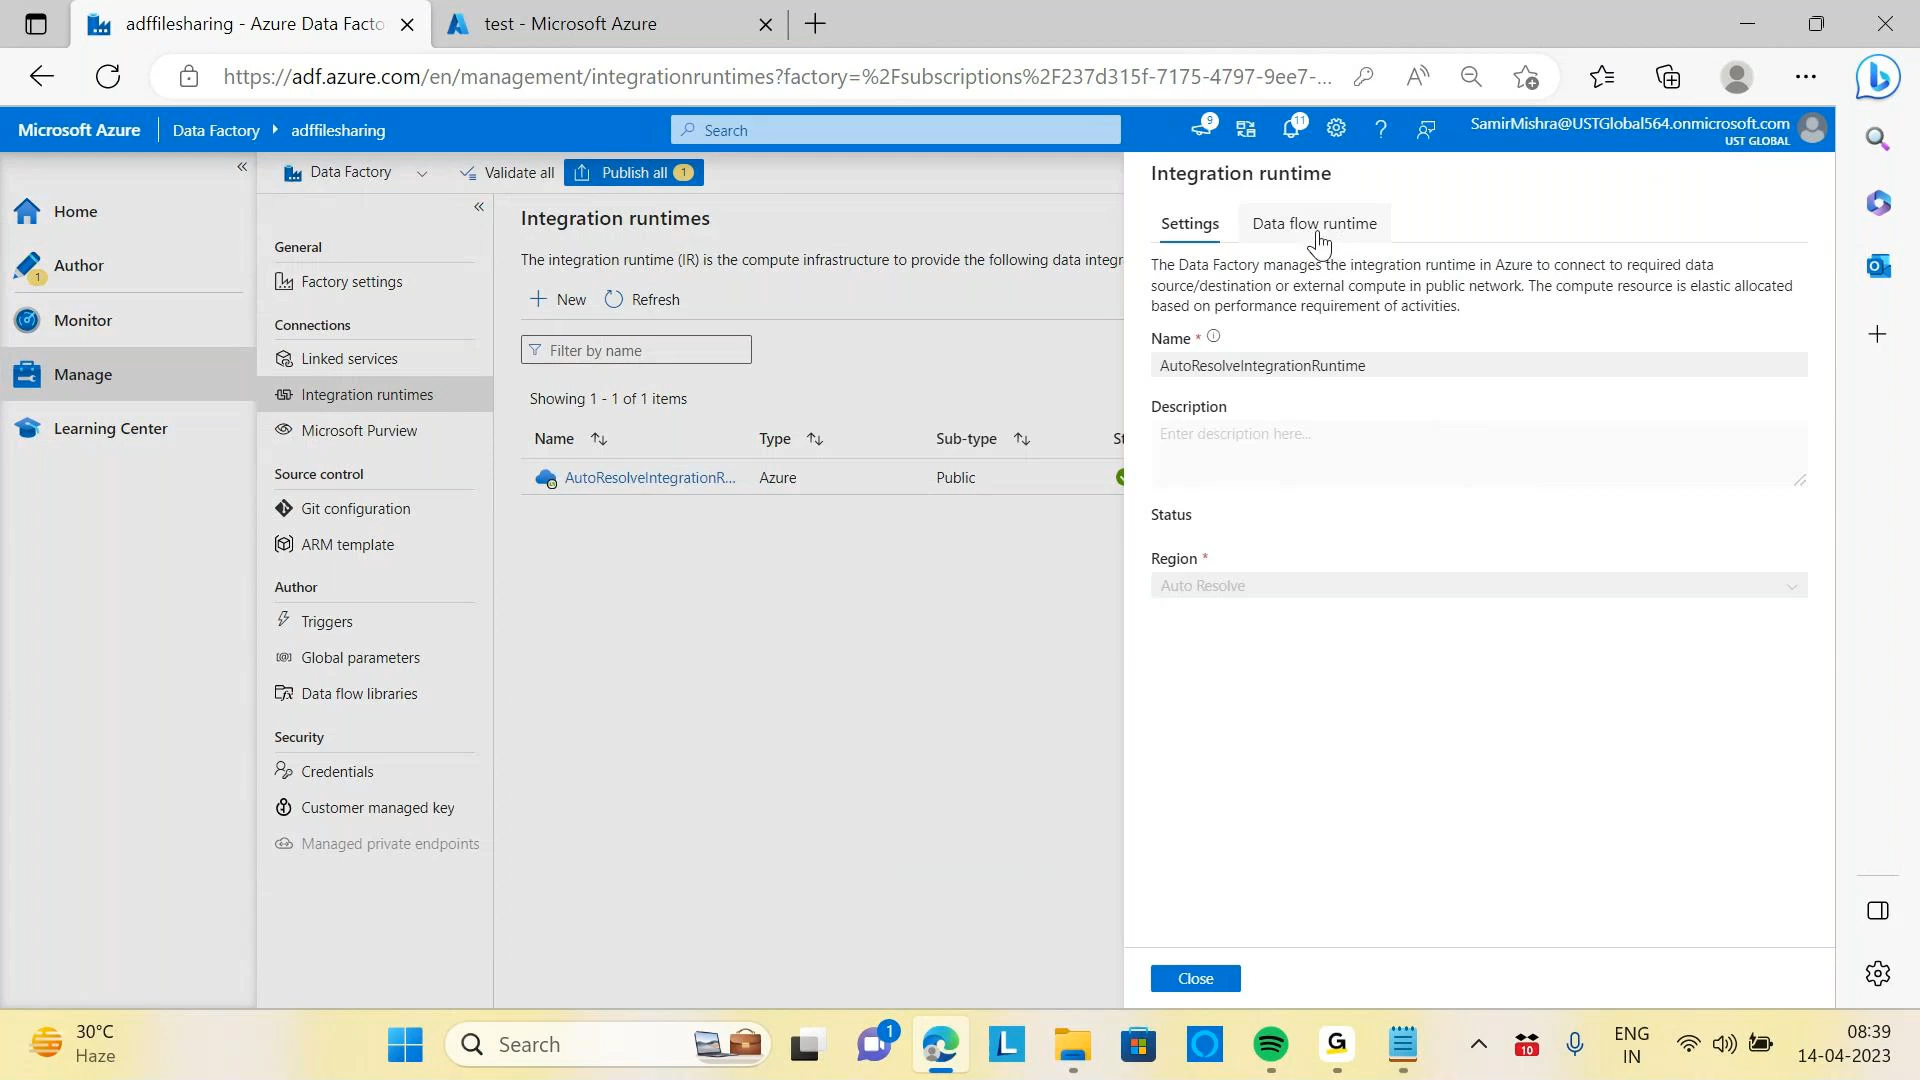 adffilesharing - Azure Data Facto
test - Microsoft Azure
https://adf.azure.com/en/management/integrationruntimes?factory=%2Fsubscriptions%2F237d315f-7175-4797-9ee7-...
Microsoft Azure
Data Factory
adffilesharing
Search
9
11
SamirMishra@USTGlobal564.onmicrosoft.com
UST GLOBAL
Home
Author
1
Monitor
Manage
Learning Center
Data Factory
Validate all
Publish all 1
General
Factory settings
Connections
Linked services
Integration runtimes
Microsoft Purview
Source control
Git configuration
ARM template
Author
Triggers
Global parameters
Data flow libraries
Security
Credentials
Customer managed key
Managed private endpoints
Integration runtimes
The integration runtime (IR) is the compute infrastructure to provide the following data integr
New
Refresh
Filter by name
Showing 1 - 1 of 1 items
Name
Type
Sub-type
St
AutoResolveIntegrationR...
Azure
Public
Integration runtime
Settings
Data flow runtime
The Data Factory manages the integration runtime in Azure to connect to required data
source/destination or external compute in public network. The compute resource is elastic allocated
based on performance requirement of activities.
Name *
AutoResolveIntegrationRuntime
Description
Enter description here...
Status
Region *
Auto Resolve
Close
30°C
Haze
Search
1
L
G
10
ENG
IN
08:39
14-04-2023